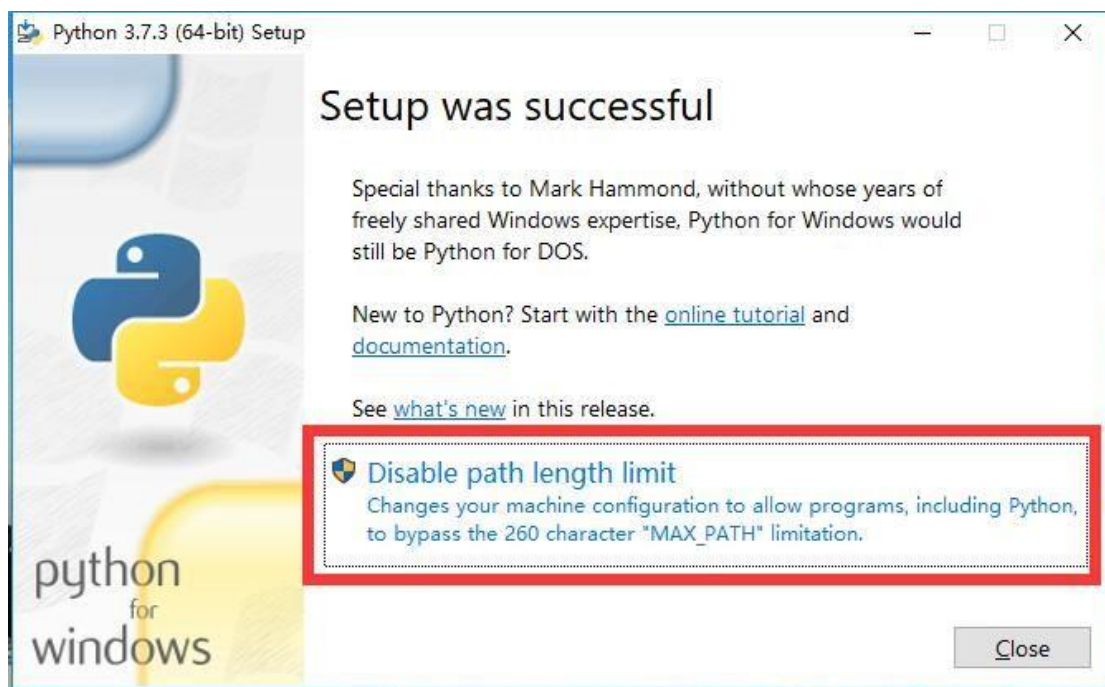 Python 3.7.3 (64-bit) Setup
Setup was successful
Special thanks to Mark Hammond, without whose years of
freely shared Windows expertise, Python for Windows would
still be Python for DOS.
New to Python? Start with the online tutorial and
documentation.
See what's new in this release.
Disable path length limit
Changes your machine configuration to allow programs, including Python,
to bypass the 260 character "MAX_PATH" limitation.
python
for
windows
Close